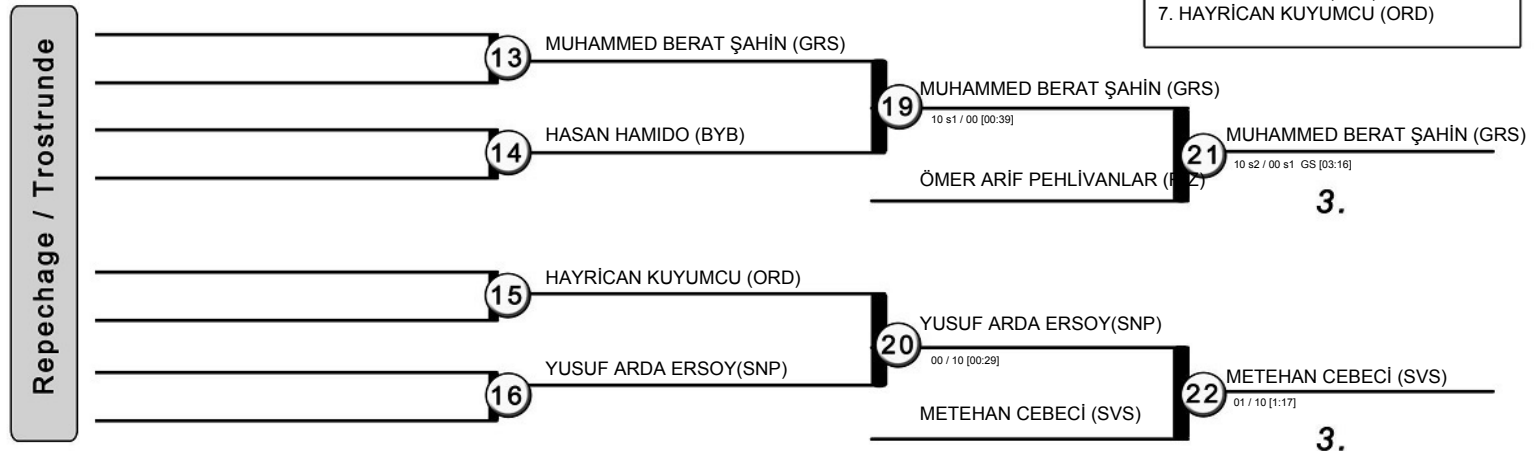 7. HAYRİCAN KUYUMCU (ORD)
Repechage / Trostrunde
13
MUHAMMED BERAT ŞAHİN (GRS)
14
HASAN HAMIDO (BYB)
19
MUHAMMED BERAT ŞAHİN (GRS)
10 s1 / 00 [00:39]
ÖMER ARİF PEHLİVANLAR
21
MUHAMMED BERAT ŞAHİN (GRS)
10 s2 / 00 s1 GS [03:16]
3.
15
HAYRİCAN KUYUMCU (ORD)
16
YUSUF ARDA ERSOY(SNP)
20
YUSUF ARDA ERSOY(SNP)
00 / 10 [00:29]
METEHAN CEBECİ (SVS)
22
METEHAN CEBECİ (SVS)
01 / 10 [1:17]
3.